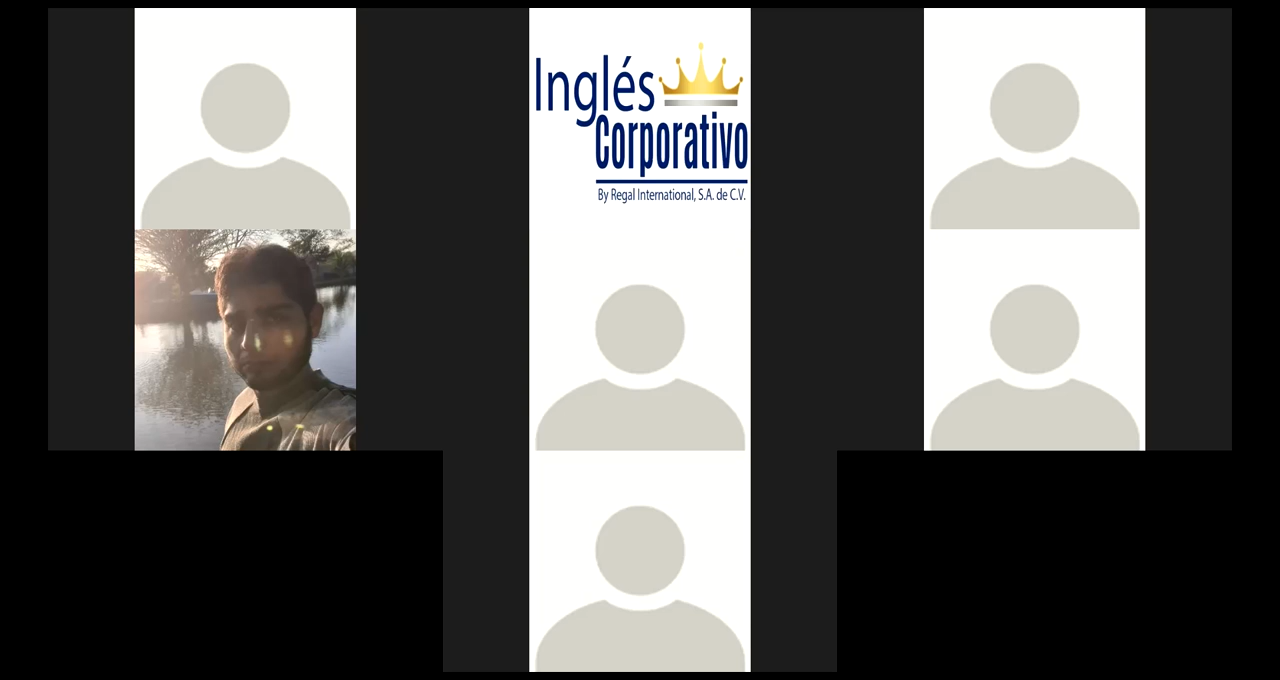 Inglés
Corporativo
By Regal International, S.A. de C.V.